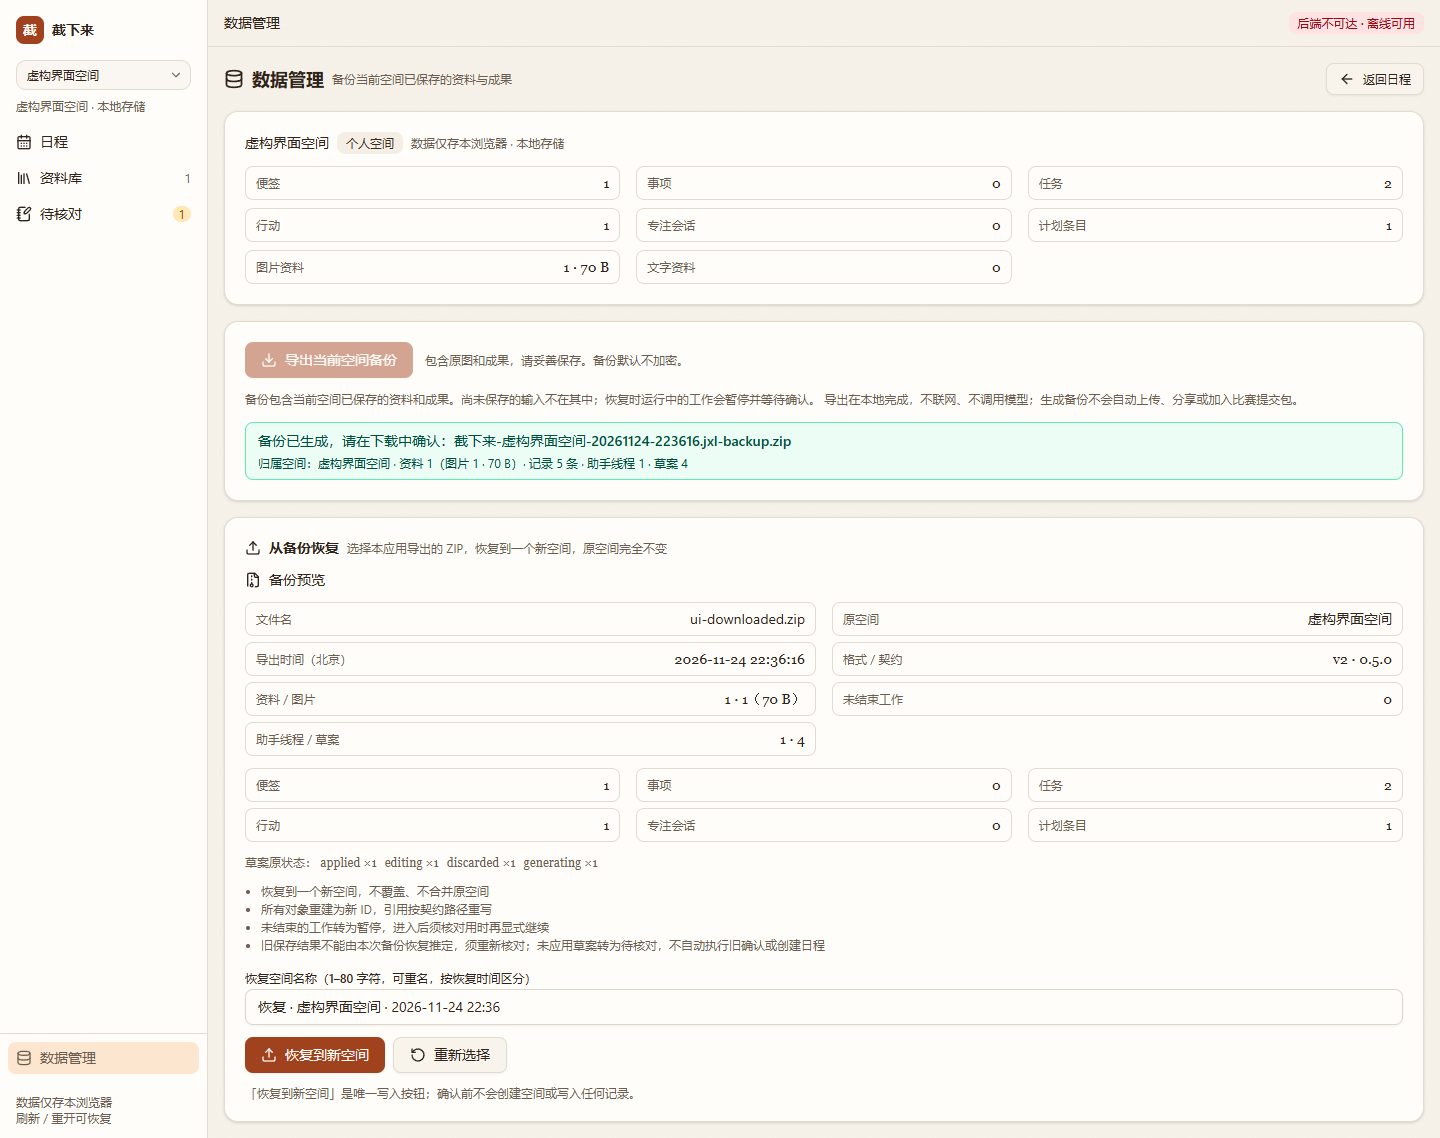 截 截下来
虚构界面空间
虚构界面空间 · 本地存储
日程
资料库 1
待核对 1
数据管理
数据仅存本浏览器
刷新 / 重开可恢复
数据管理 后端不可达 · 离线可用
数据管理 备份当前空间已保存的资料与成果 返回日程
虚构界面空间 个人空间 数据仅存本浏览器 · 本地存储
便签 1 事项 0 任务 2
行动 1 专注会话 0 计划条目 1
图片资料 1 · 70 B 文字资料 0
导出当前空间备份 包含原图和成果，请妥善保存。备份默认不加密。
备份包含当前空间已保存的资料和成果。尚未保存的输入不在其中；恢复时运行中的工作会暂停并等待确认。 导出在本地完成，不联网、不调用模型；生成备份不会自动上传、分享或加入比赛提交包。
备份已生成，请在下载中确认：截下来-虚构界面空间-20261124-223616.jxl-backup.zip
归属空间：虚构界面空间 · 资料 1（图片 1 · 70 B）· 记录 5 条 · 助手线程 1 · 草案 4
从备份恢复 选择本应用导出的 ZIP，恢复到一个新空间，原空间完全不变
备份预览
文件名 ui-downloaded.zip 原空间 虚构界面空间
导出时间（北京） 2026-11-24 22:36:16 格式 / 契约 v2 · 0.5.0
资料 / 图片 1 · 1（70 B） 未结束工作 0
助手线程 / 草案 1 · 4
便签 1 事项 0 任务 2
行动 1 专注会话 0 计划条目 1
草案原状态： applied ×1 editing ×1 discarded ×1 generating ×1
• 恢复到一个新空间，不覆盖、不合并原空间
• 所有对象重建为新 ID，引用按契约路径重写
• 未结束的工作转为暂停，进入后须核对用时再显式继续
• 旧保存结果不能由本次备份恢复推定，须重新核对；未应用草案转为待核对，不自动执行旧确认或创建日程
恢复空间名称（1–80 字符，可重名，按恢复时间区分）
恢复 · 虚构界面空间 · 2026-11-24 22:36
恢复到新空间 重新选择
「恢复到新空间」是唯一写入按钮；确认前不会创建空间或写入任何记录。